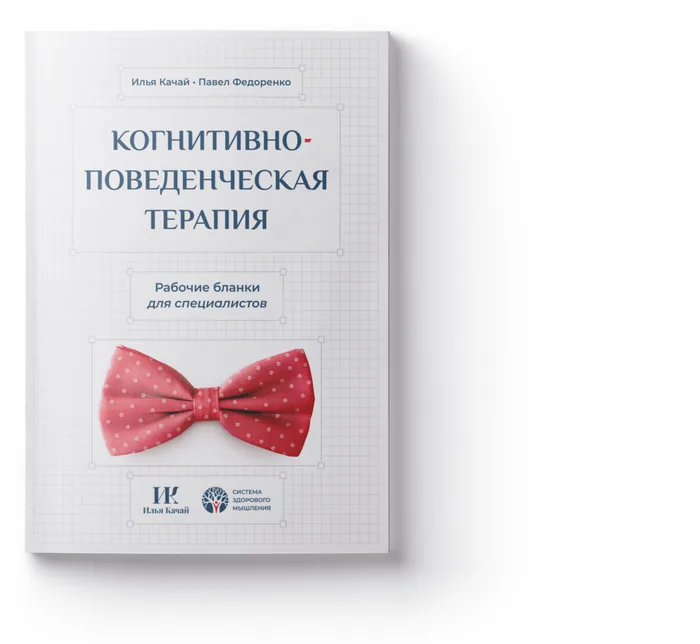 Илья Качай • Павел Федоренко
КОГНИТИВНО-
ПОВЕДЕНЧЕСКАЯ
ТЕРАПИЯ
Рабочие бланки
для специалистов
ИК
Илья Качай
СИСТЕМА
ЗДОРОВОГО
МЫШЛЕНИЯ